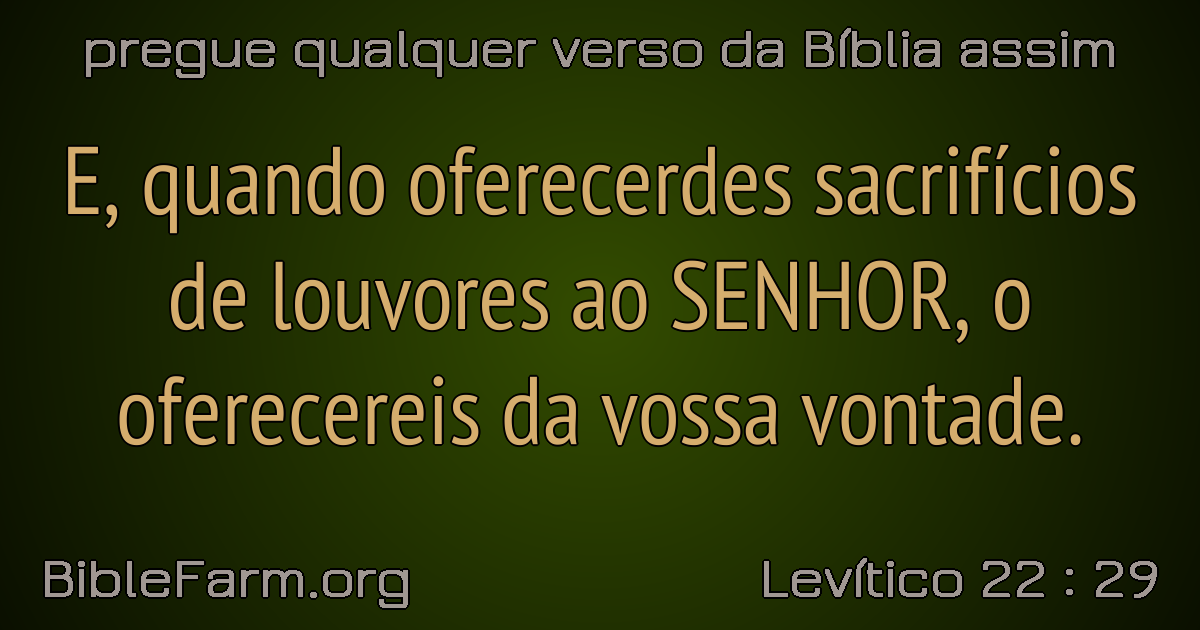 pregue qualquer verso da Bíblia assim
E, quando oferecerdes sacrifícios
de louvores ao SENHOR, o
oferecereis da vossa vontade.
BibleFarm.org
Levítico 22 : 29